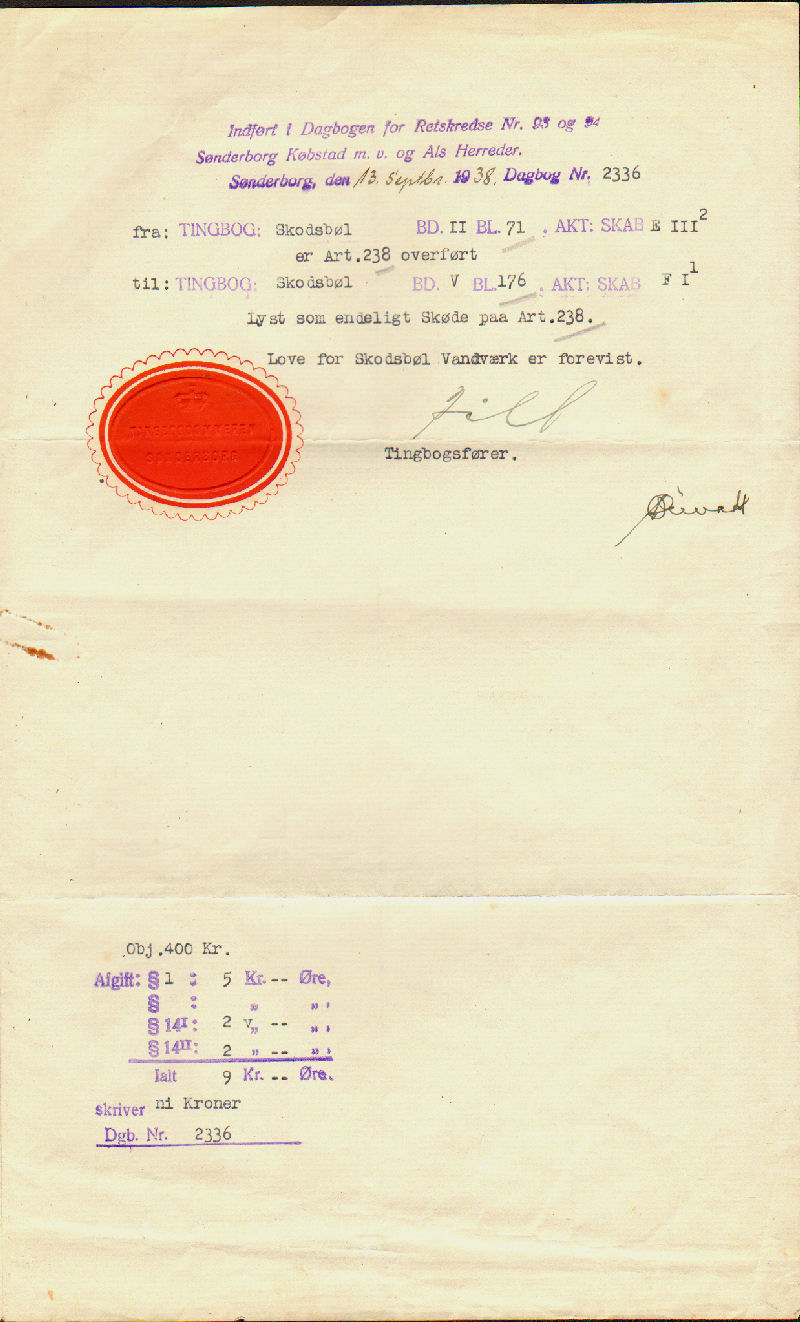 Indført i Dagbogen for Retskredse Nr. 93 og 94
Sønderborg Købstad m. v. og Als Herreder.
Sønderborg, den 13. Septbr. 1938, Dagbog Nr. 2336
fra: TINGBOG: Skodsbøl BD. II BL. 71 , AKT: SKAB E III2
er Art.238 overført
til: TINGBOG: Skodsbøl BD. V BL. 176 , AKT: SKAB F I1
Lyst som endeligt Skøde paa Art.238.
Love for Skodsbøl Vandværk er forevist.
SØNDERBORG
Tingbogsfører.
Obj.400 Kr.
Afgift: § 1 : 5 Kr. -- Øre,
§ : „ „ ,
§ 14I: 2 v„ -- „ ,
§ 14II: 2 „ -- „ ,
Ialt 9 Kr. -- Øre.
skriver ni Kroner
Dgb. Nr. 2336